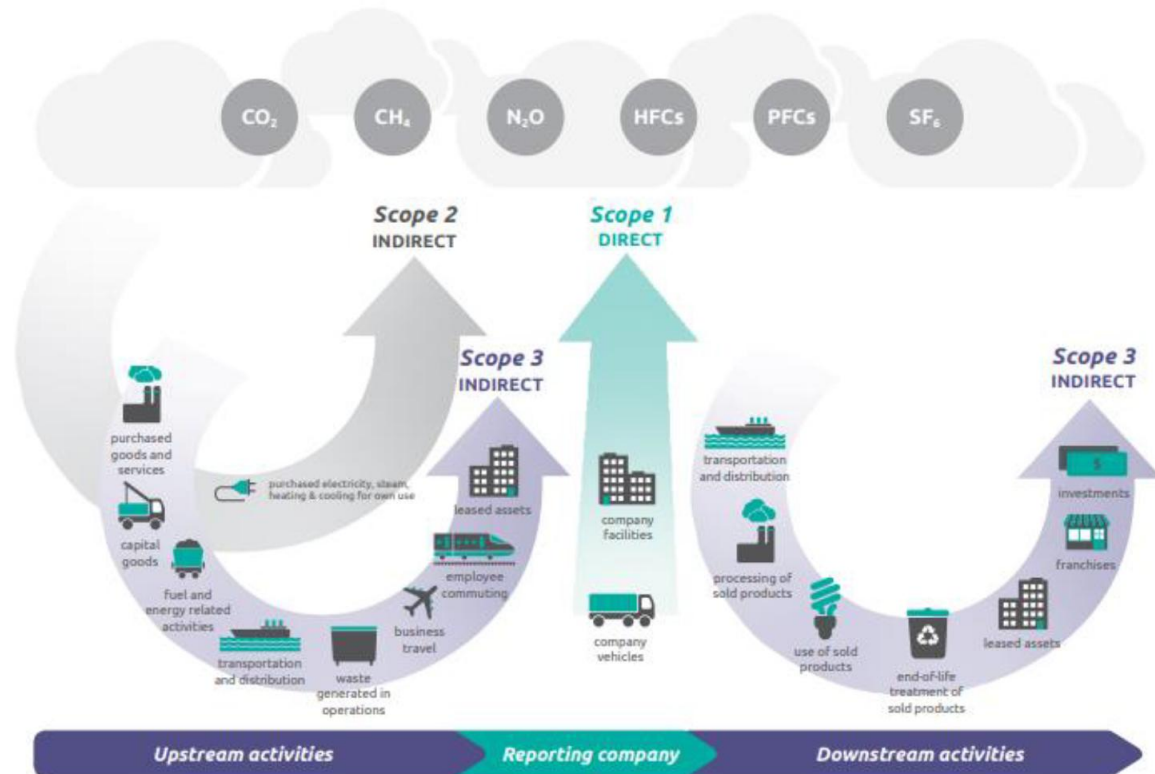 CO₂
CH₄
N₂O
HFCs
PFCs
SF₆
Scope 2
INDIRECT
Scope 1
DIRECT
Scope 3
INDIRECT
Scope 3
INDIRECT
purchased
goods and
services
capital
goods
fuel and
energy related
activities
purchased electricity, steam,
heating & cooling for own use
transportation
and distribution
waste
generated in
operations
business
travel
employee
commuting
leased assets
company
facilities
company
vehicles
transportation
and distribution
processing of
sold products
use of sold
products
end-of-life
treatment of
sold products
leased assets
franchises
$
investments
Upstream activities
Reporting company
Downstream activities